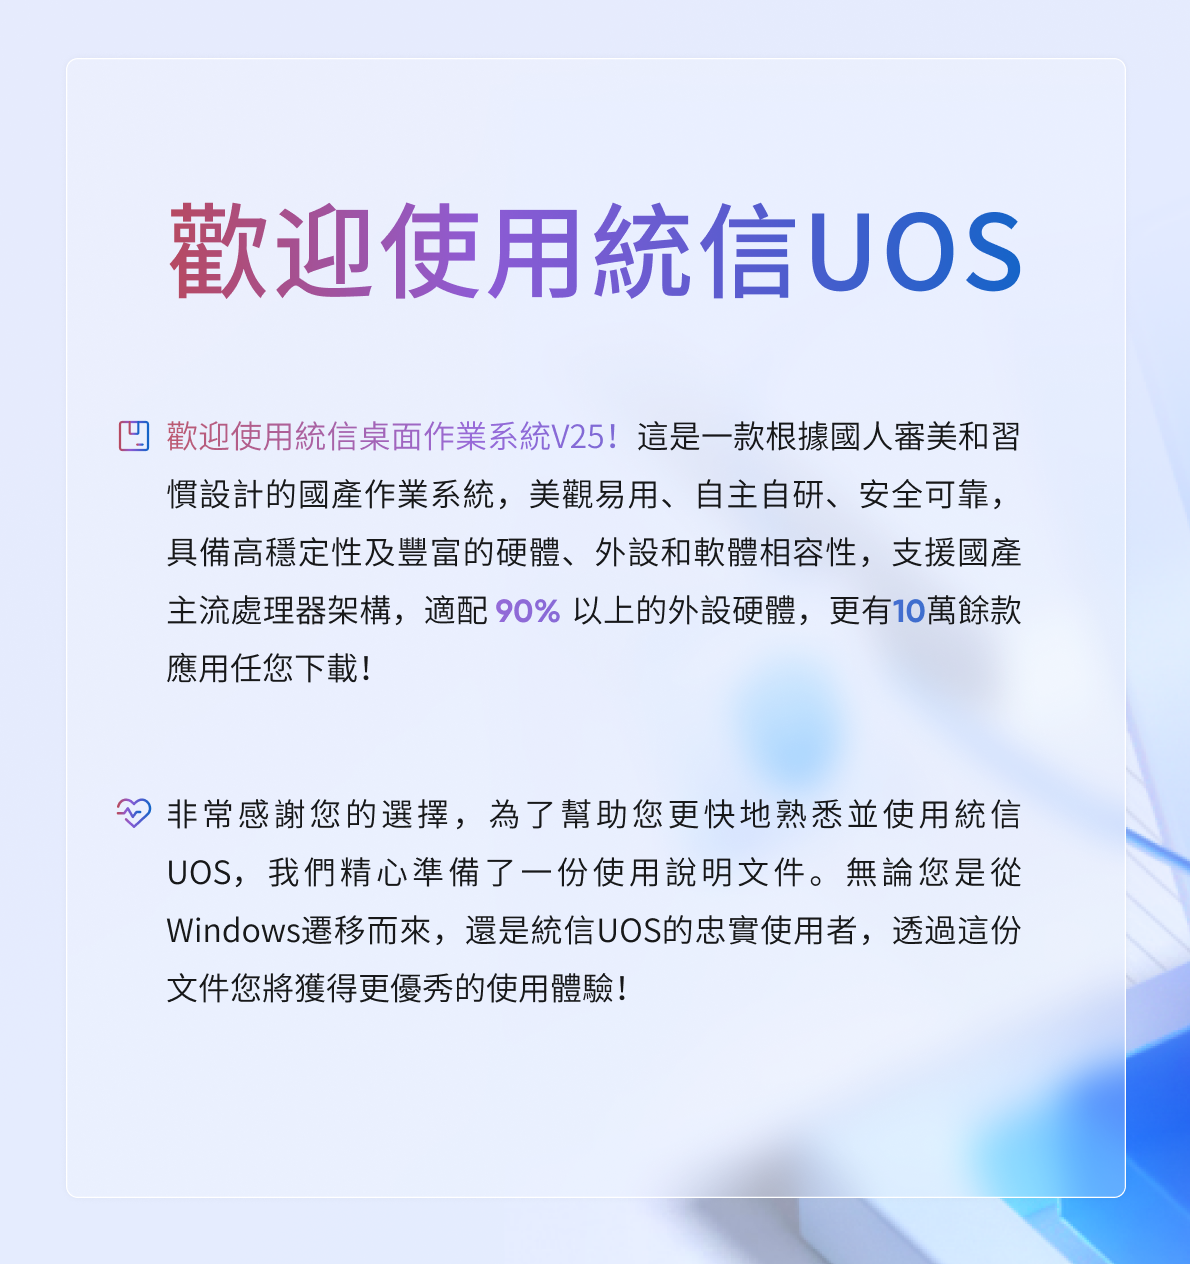 歡迎使用統信UOS
歡迎使用統信桌面作業系統V25！這是一款根據國人審美和習
慣設計的國產作業系統，美觀易用、自主自研、安全可靠，
具備高穩定性及豐富的硬體、外設和軟體相容性，支援國產
主流處理器架構，適配 90% 以上的外設硬體，更有10萬餘款
應用任您下載！
非常感謝您的選擇，為了幫助您更快地熟悉並使用統信
UOS，我們精心準備了一份使用說明文件。無論您是從
Windows遷移而來，還是統信UOS的忠實使用者，透過這份
文件您將獲得更優秀的使用體驗！